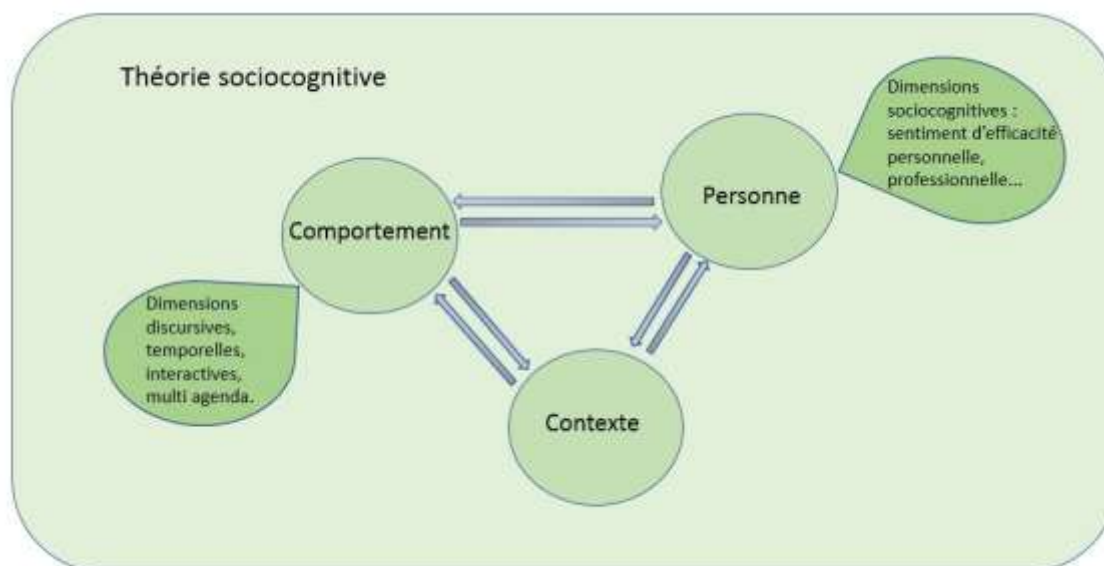 Théorie sociocognitive
Dimensions
sociocognitives :
sentiment d'efficacité
personnelle,
professionnelle...
Personne
Comportement
Dimensions
discursives,
temporelles,
interactives,
multi agenda.
Contexte